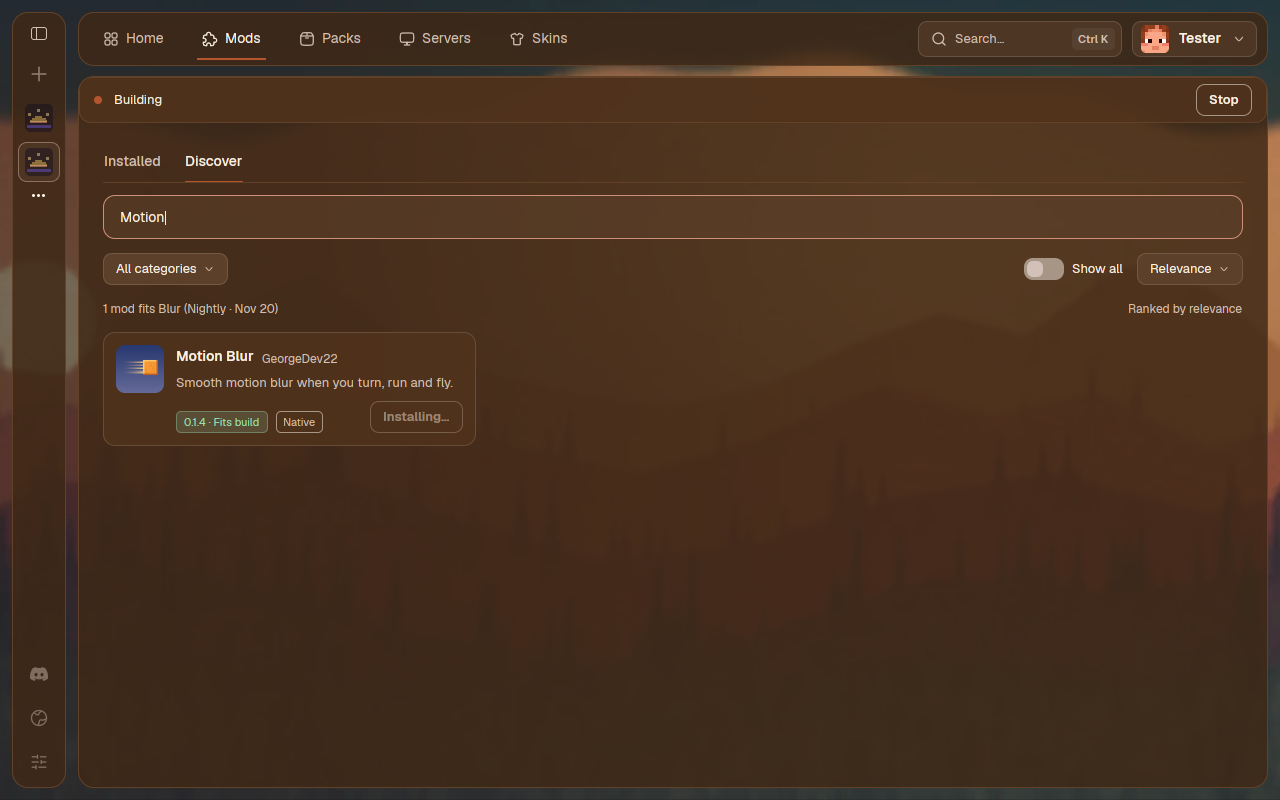 Home
Mods
Packs
Servers
Skins
Search...
Ctrl K
Tester
Building
Stop
Installed
Discover
Motion
All categories
Show all
Relevance
1 mod fits Blur (Nightly · Nov 20)
Ranked by relevance
Motion Blur GeorgeDev22
Smooth motion blur when you turn, run and fly.
0.1.4 · Fits build
Native
Installing...